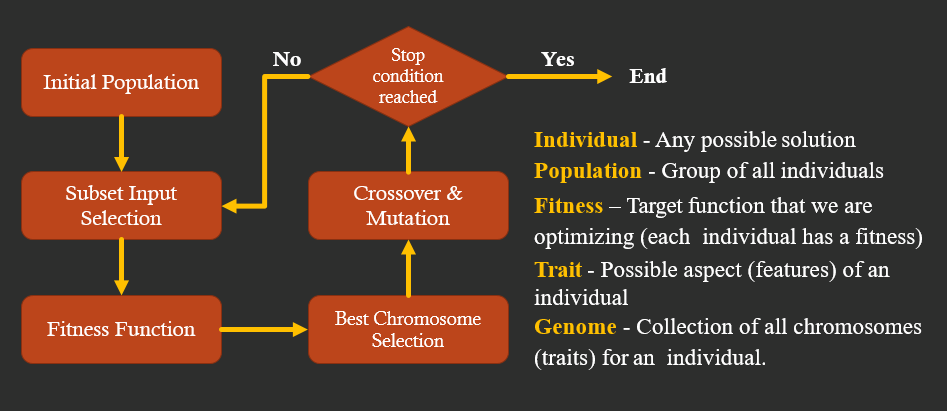 Initial Population
Subset Input
Selection
Fitness Function
Best Chromosome
Selection
Crossover &
Mutation
Stop
condition
reached
No
Yes
End
Individual - Any possible solution
Population - Group of all individuals
Fitness – Target function that we are
optimizing (each individual has a fitness)
Trait - Possible aspect (features) of an
individual
Genome - Collection of all chromosomes
(traits) for an individual.